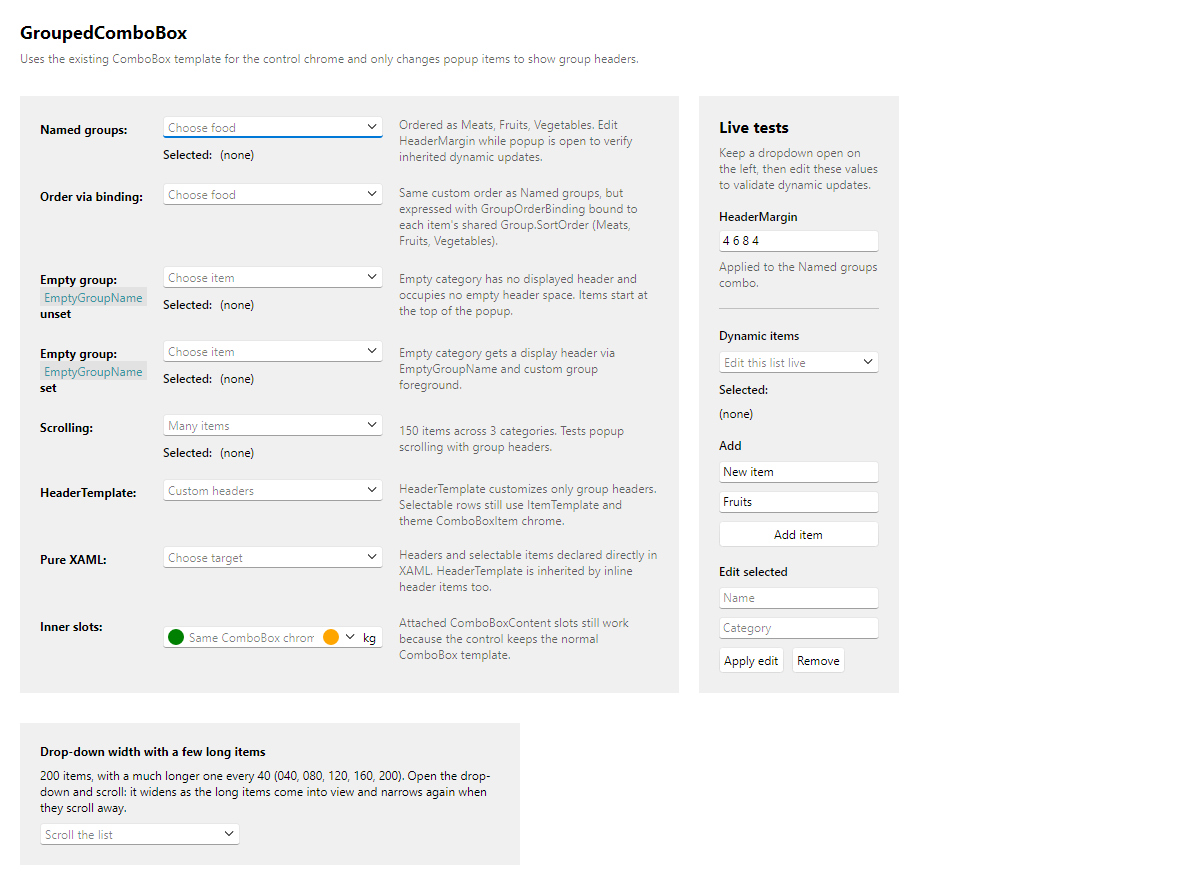 GroupedComboBox
Uses the existing ComboBox template for the control chrome and only changes popup items to show group headers.
Named groups:
Choose food
Selected: (none)
Ordered as Meats, Fruits, Vegetables. Edit
HeaderMargin while popup is open to verify
inherited dynamic updates.
Order via binding:
Choose food
Same custom order as Named groups, but
expressed with GroupOrderBinding bound to
each item's shared Group.SortOrder (Meats,
Fruits, Vegetables).
Empty group:
EmptyGroupName
unset
Choose item
Selected: (none)
Empty category has no displayed header and
occupies no empty header space. Items start at
the top of the popup.
Empty group:
EmptyGroupName
set
Choose item
Selected: (none)
Empty category gets a display header via
EmptyGroupName and custom group
foreground.
Scrolling:
Many items
Selected: (none)
150 items across 3 categories. Tests popup
scrolling with group headers.
HeaderTemplate:
Custom headers
HeaderTemplate customizes only group headers.
Selectable rows still use ItemTemplate and
theme ComboBoxItem chrome.
Pure XAML:
Choose target
Headers and selectable items declared directly in
XAML. HeaderTemplate is inherited by inline
header items too.
Inner slots:
Same ComboBox chrom
kg
Attached ComboBoxContent slots still work
because the control keeps the normal
ComboBox template.
Live tests
Keep a dropdown open on
the left, then edit these values
to validate dynamic updates.
HeaderMargin
4 6 8 4
Applied to the Named groups
combo.
Dynamic items
Edit this list live
Selected:
(none)
Add
New item
Fruits
Add item
Edit selected
Name
Category
Apply edit
Remove
Drop-down width with a few long items
200 items, with a much longer one every 40 (040, 080, 120, 160, 200). Open the drop-
down and scroll: it widens as the long items come into view and narrows again when
they scroll away.
Scroll the list